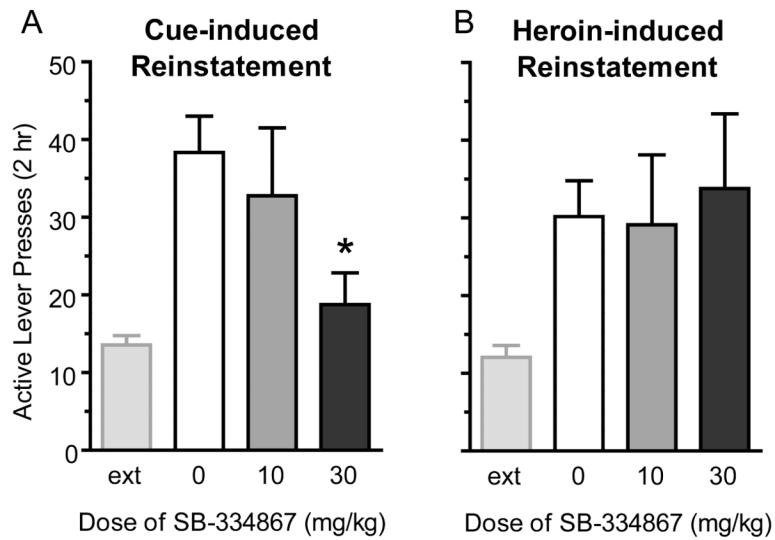 A
Cue-induced
Reinstatement
Active Lever Presses (2 hr)
50
40
30
20
10
0
*
ext 0 10 30
Dose of SB-334867 (mg/kg)
B
Heroin-induced
Reinstatement
ext 0 10 30
Dose of SB-334867 (mg/kg)